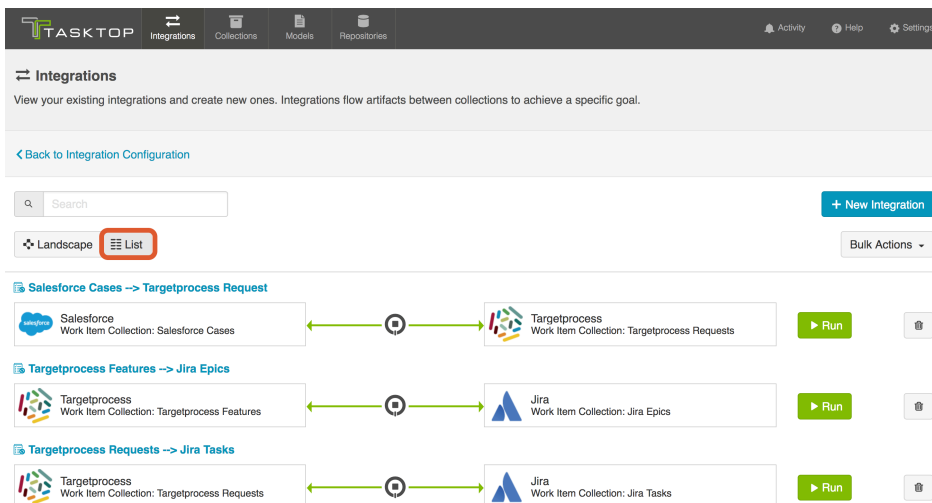 TASKTOP
Integrations
Collections
Models
Repositories
Activity
Help
Settings
Integrations
View your existing integrations and create new ones. Integrations flow artifacts between collections to achieve a specific goal.
Back to Integration Configuration
Search
+ New Integration
Landscape
List
Bulk Actions
Salesforce Cases --> Targetprocess Request
salesforce
Salesforce
Work Item Collection: Salesforce Cases
Targetprocess
Work Item Collection: Targetprocess Requests
Run
Targetprocess Features --> Jira Epics
Targetprocess
Work Item Collection: Targetprocess Features
Jira
Work Item Collection: Jira Epics
Run
Targetprocess Requests --> Jira Tasks
Targetprocess
Work Item Collection: Targetprocess Requests
Jira
Work Item Collection: Jira Tasks
Run